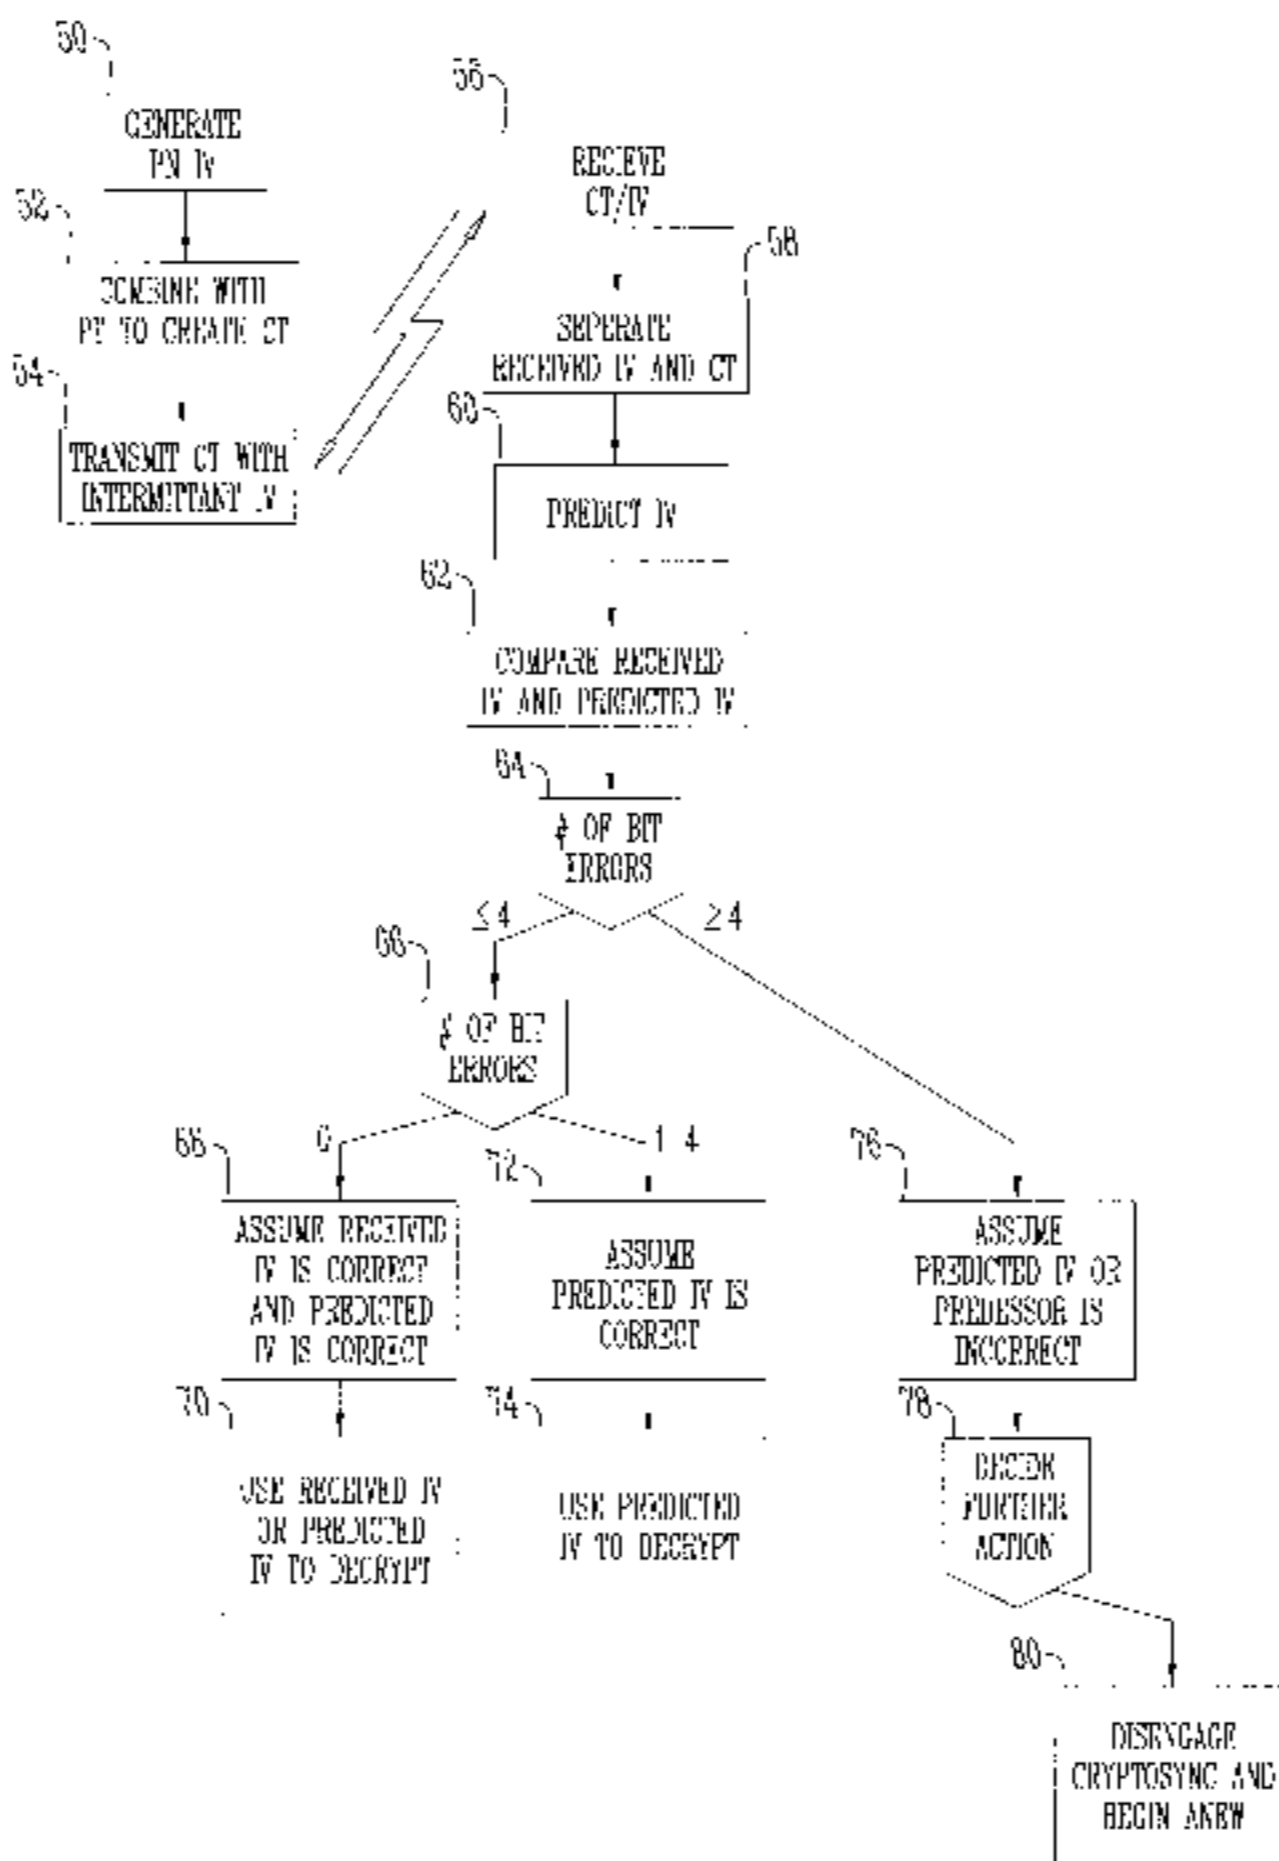 50
GENERATE
PN IV
52
COMBINE WITH
PT TO CREATE CT
54
TRANSMIT CT WITH
INTERMITTANT IV
56
RECIEVE
CT/IV
58
SEPERATE
RECEIVED IV AND CT
60
PREDICT IV
62
COMPARE RECEIVED
IV AND PREDICTED IV
64
# OF BIT
ERRORS
≤4
≥4
66
# OF BIT
ERRORS
0
1 4
68
ASSUME RECEIVED
IV IS CORRECT
AND PREDICTED
IV IS CORRECT
72
ASSUME
PREDICTED IV IS
CORRECT
76
ASSUME
PREDICTED IV OR
PREDESSOR IS
INCORRECT
70
USE RECEIVED IV
OR PREDICTED
IV TO DECRYPT
74
USE PREDICTED
IV TO DECRYPT
78
DECIDE
FURTHER
ACTION
80
DISENGAGE
CRYPTOSYNC AND
BEGIN ANEW